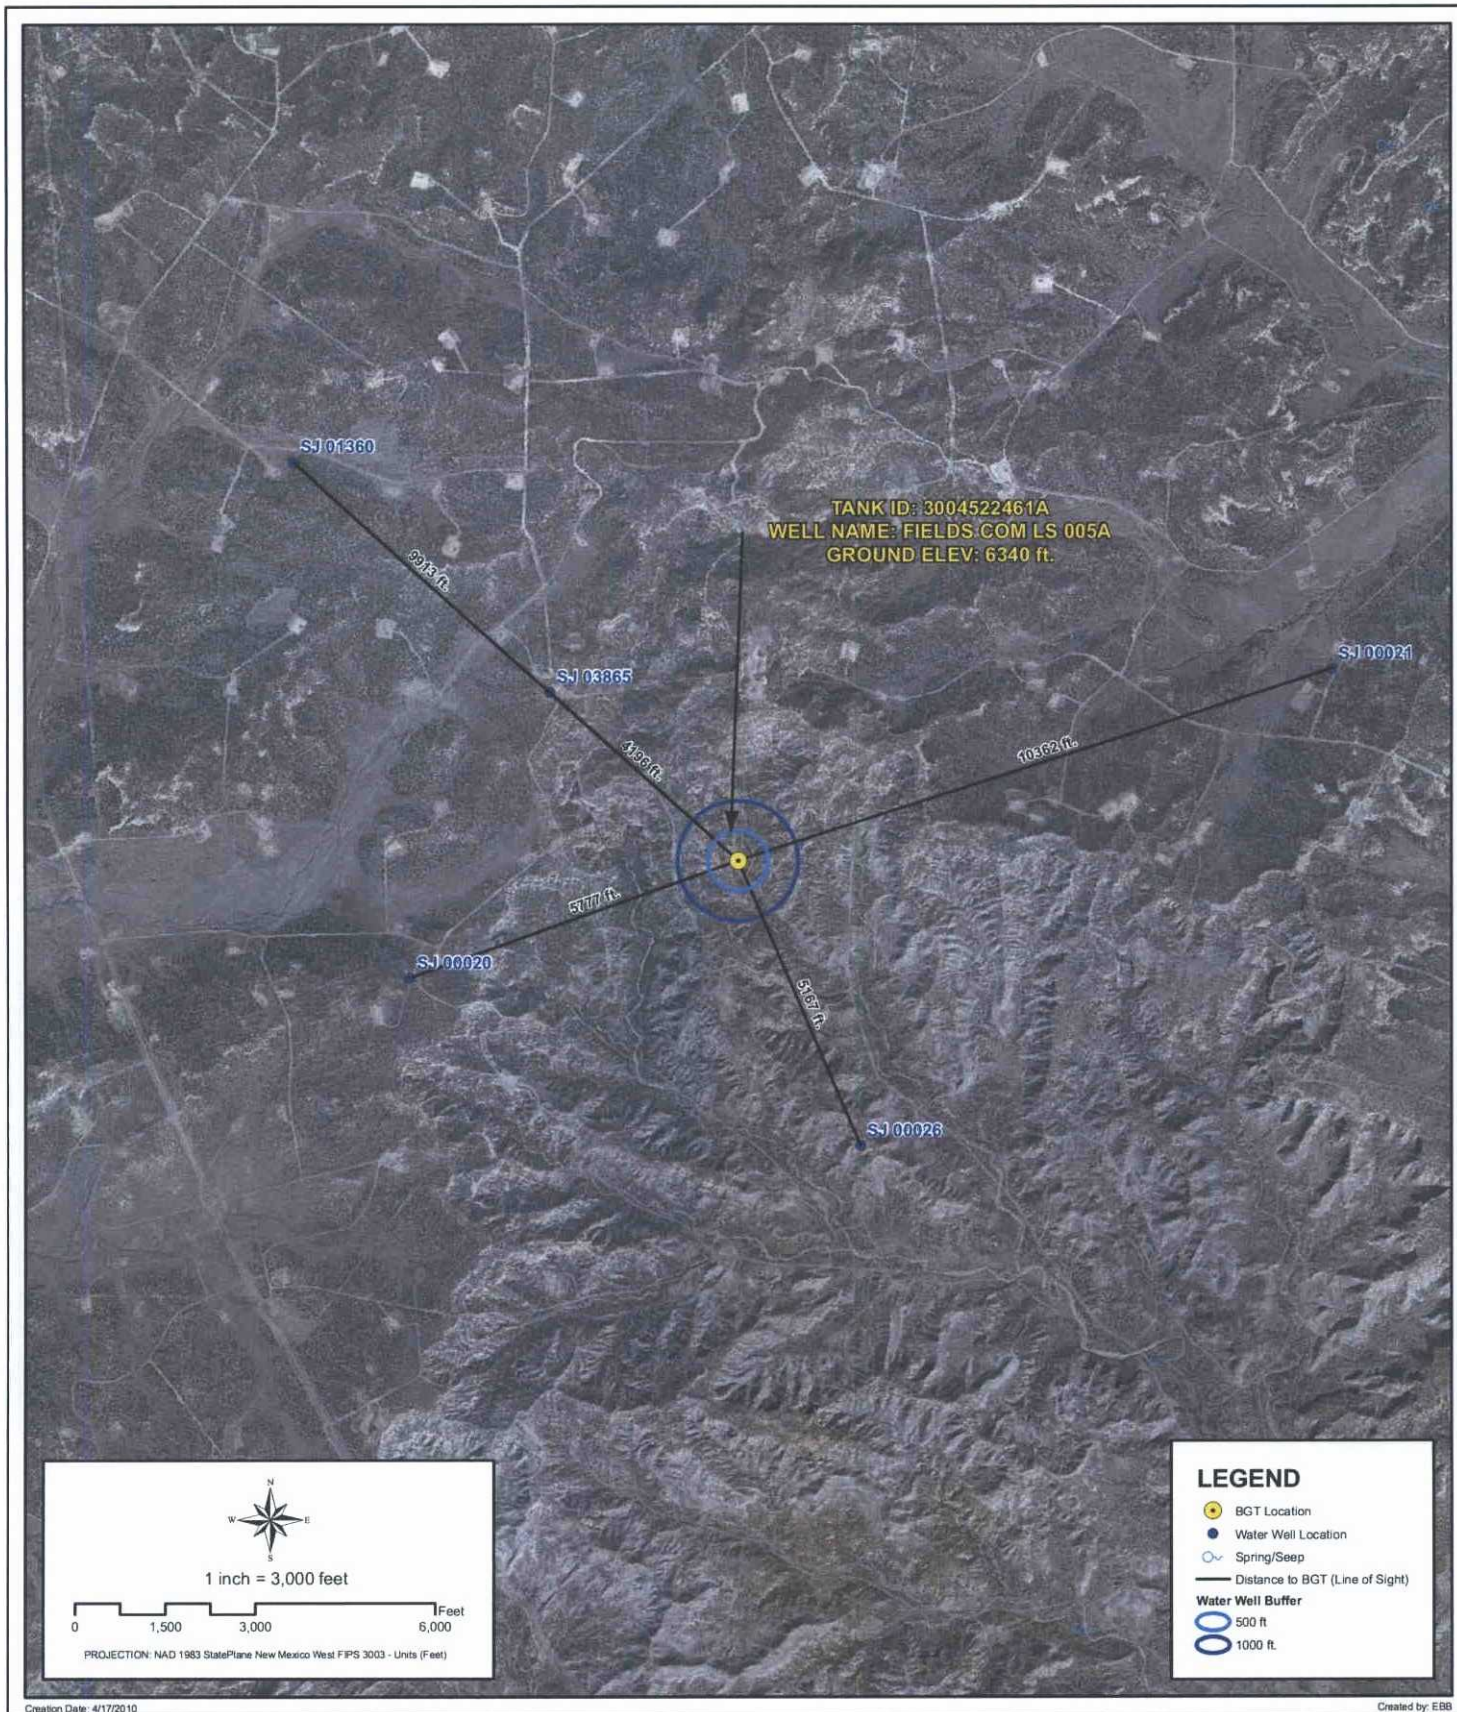 SJ 01360
TANK ID: 3004522461A
WELL NAME: FIELDS COM LS 005A
GROUND ELEV: 6340 ft.
9913 ft.
SJ 00021
SJ 03865
4196 ft.
10362 ft.
5777 ft.
SJ 00020
5167 ft.
SJ 00026
N
W E
S
1 inch = 3,000 feet
Feet
0 1,500 3,000 6,000
PROJECTION: NAD 1983 StatePlane New Mexico West FIPS 3003 - Units (Feet)
LEGEND
BGT Location
Water Well Location
Spring/Seep
Distance to BGT (Line of Sight)
Water Well Buffer
500 ft
1000 ft.
Creation Date: 4/17/2010
Created by: EBB